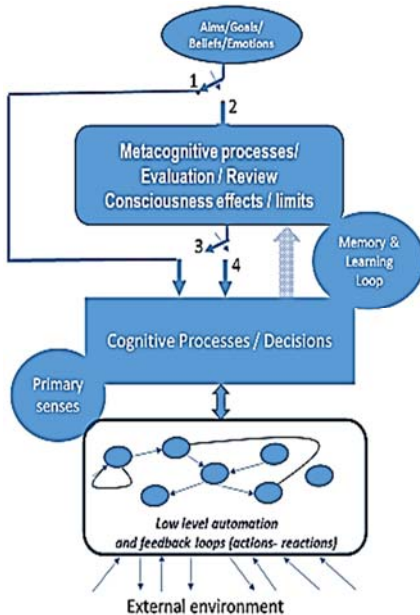 Aims/Goals/
Beliefs/Emotions
1
2
Metacognitive processes/
Evaluation / Review
Consciousness effects / limits
3
4
Memory &
Learning
Loop
Cognitive Processes / Decisions
Primary
senses
Low level automation
and feedback loops (actions- reactions)
External environment